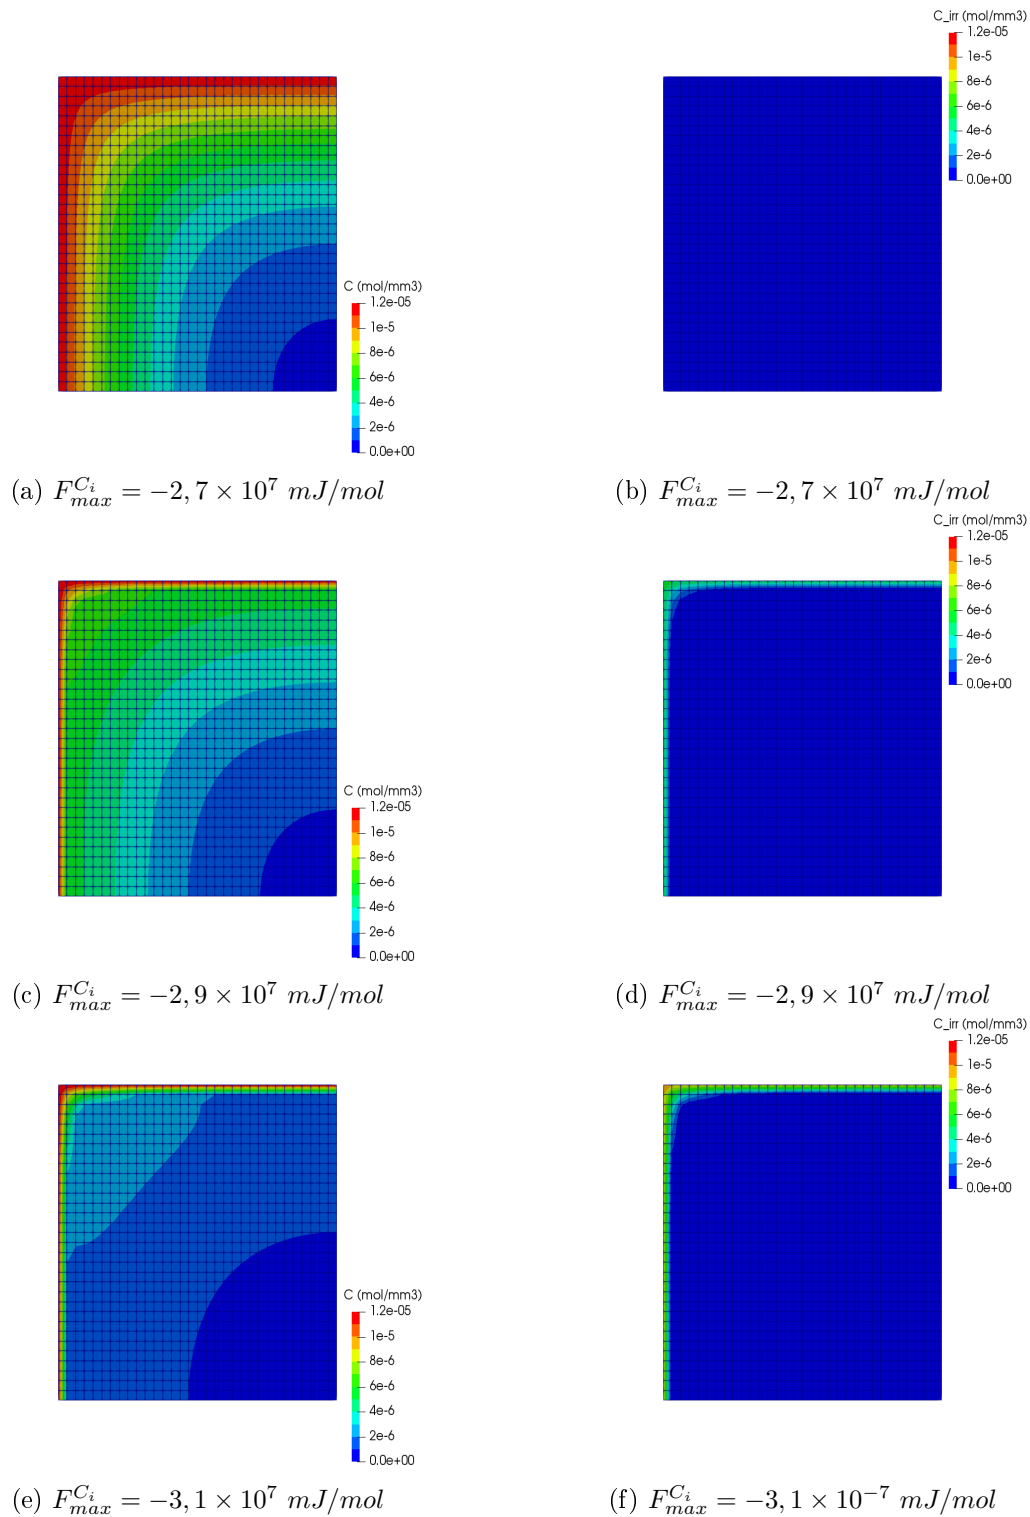 C_irr (mol/mm3)
1.2e-05
1e-5
8e-6
6e-6
4e-6
2e-6
0.0e+00
C (mol/mm3)
1.2e-05
1e-5
8e-6
6e-6
4e-6
2e-6
0.0e+00
(a) $F_{max}^{C_i} = -2,7 \times 10^7$ mJ/mol
(b) $F_{max}^{C_i} = -2,7 \times 10^7$ mJ/mol
C_irr (mol/mm3)
1.2e-05
1e-5
8e-6
6e-6
4e-6
2e-6
0.0e+00
C (mol/mm3)
1.2e-05
1e-5
8e-6
6e-6
4e-6
2e-6
0.0e+00
(c) $F_{max}^{C_i} = -2,9 \times 10^7$ mJ/mol
(d) $F_{max}^{C_i} = -2,9 \times 10^7$ mJ/mol
C_irr (mol/mm3)
1.2e-05
1e-5
8e-6
6e-6
4e-6
2e-6
0.0e+00
C (mol/mm3)
1.2e-05
1e-5
8e-6
6e-6
4e-6
2e-6
0.0e+00
(e) $F_{max}^{C_i} = -3,1 \times 10^7$ mJ/mol
(f) $F_{max}^{C_i} = -3,1 \times 10^{-7}$ mJ/mol